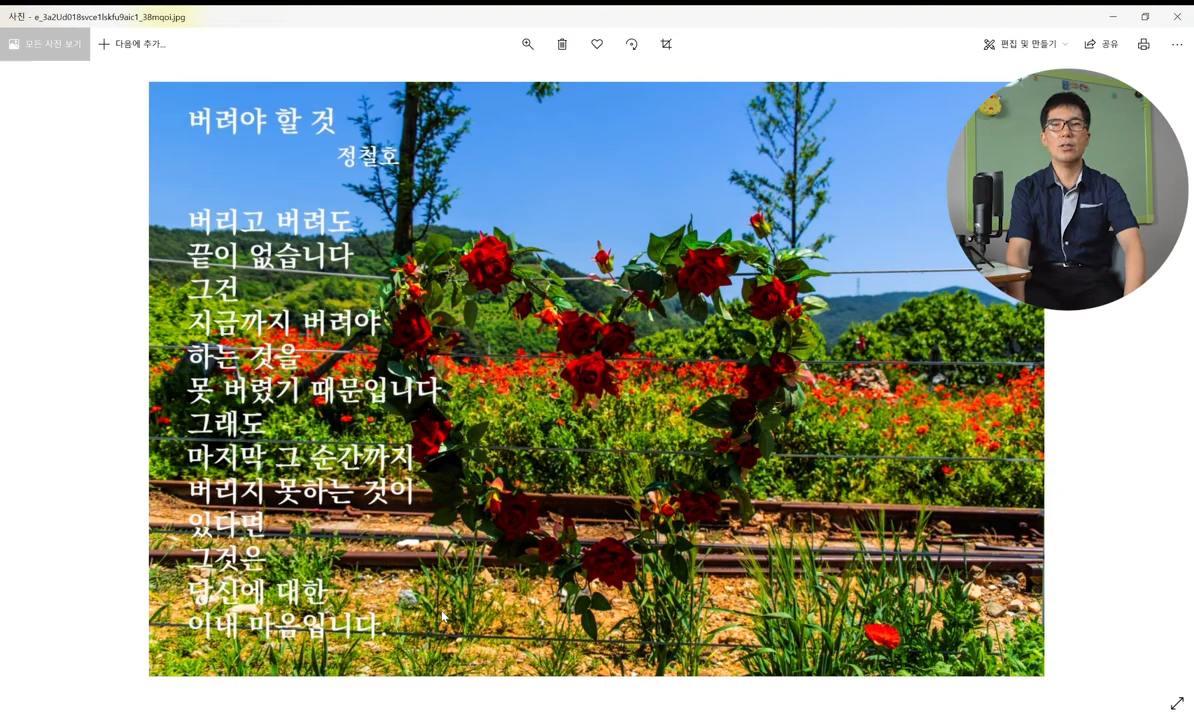 사진 - e_3a2Ud018svce1lskfu9aic1_38mqoi.jpg
모든 사진 보기
다음에 추가...
편집 및 만들기
공유
버려야 할 것
정철호
버리고 버려도
끝이 없습니다
그건
지금까지 버려야
하는 것을
못 버렸기 때문입니다
그래도
마지막 그 순간까지
버리지 못하는 것이
있다면
그것은
당신에 대한
이내 마음입니다.